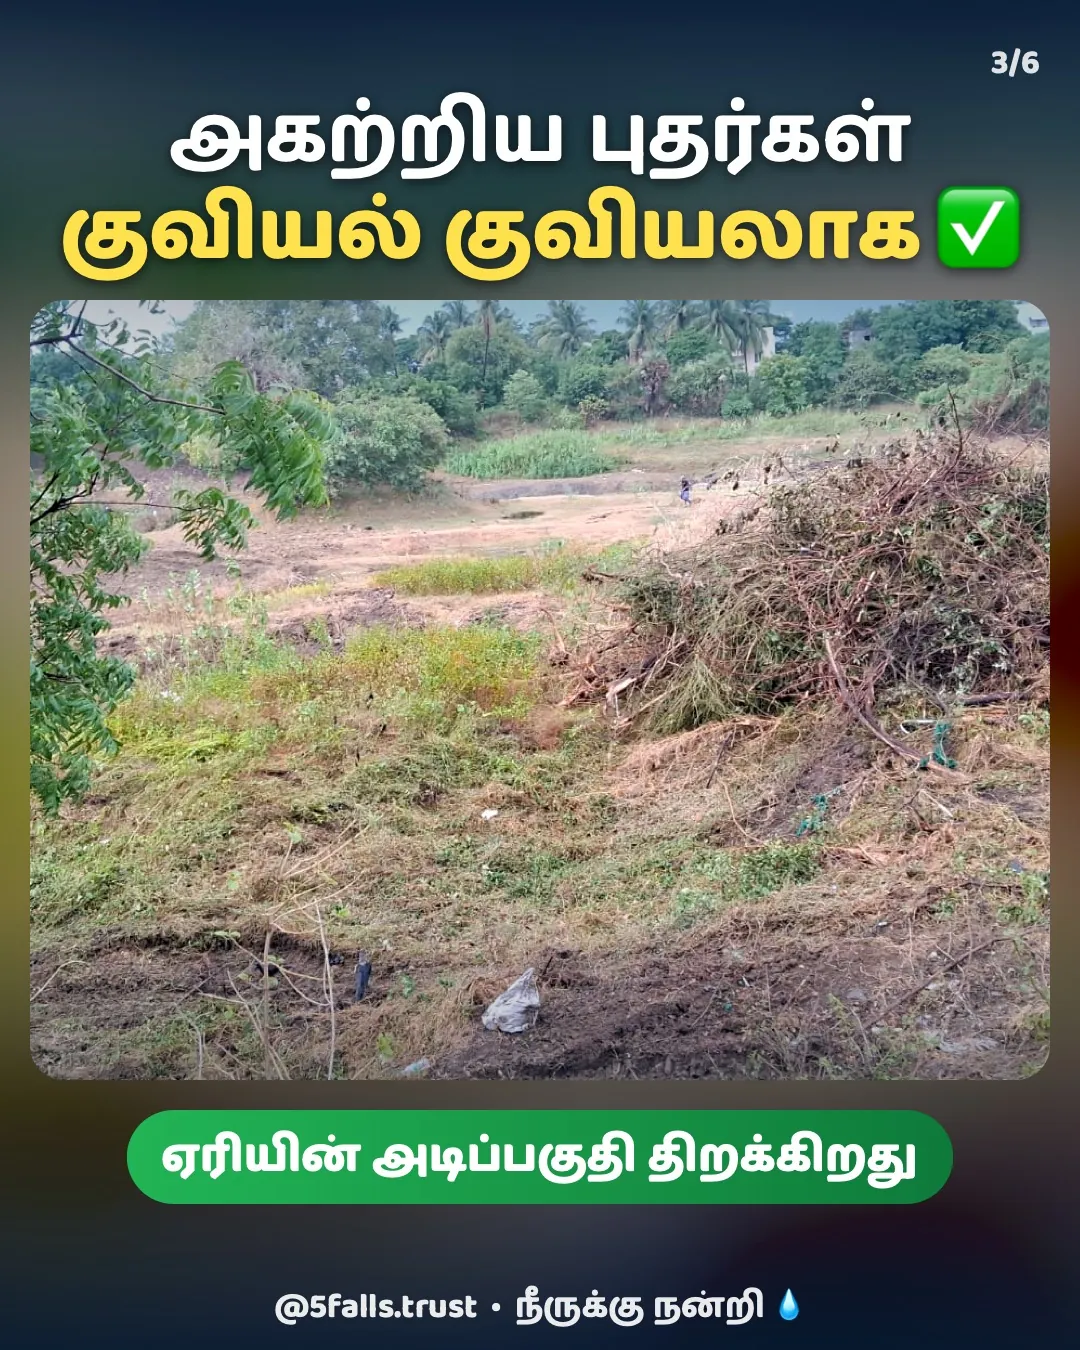 3/6
அகற்றிய புதர்கள்
குவியல் குவியலாக ✅
ஏரியின் அடிப்பகுதி திறக்கிறது
@5falls.trust • நீருக்கு நன்றி 💧